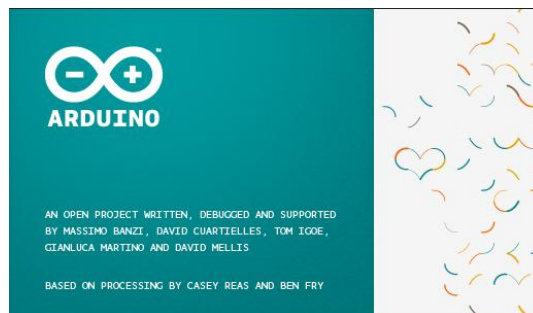 ARDUINO
AN OPEN PROJECT WRITTEN, DEBUGGED AND SUPPORTED
BY MASSIMO BANZI, DAVID CUARTIELLES, TOM IGOE,
GIANLUCA MARTINO AND DAVID MELLIS
BASED ON PROCESSING BY CASEY REAS AND BEN FRY